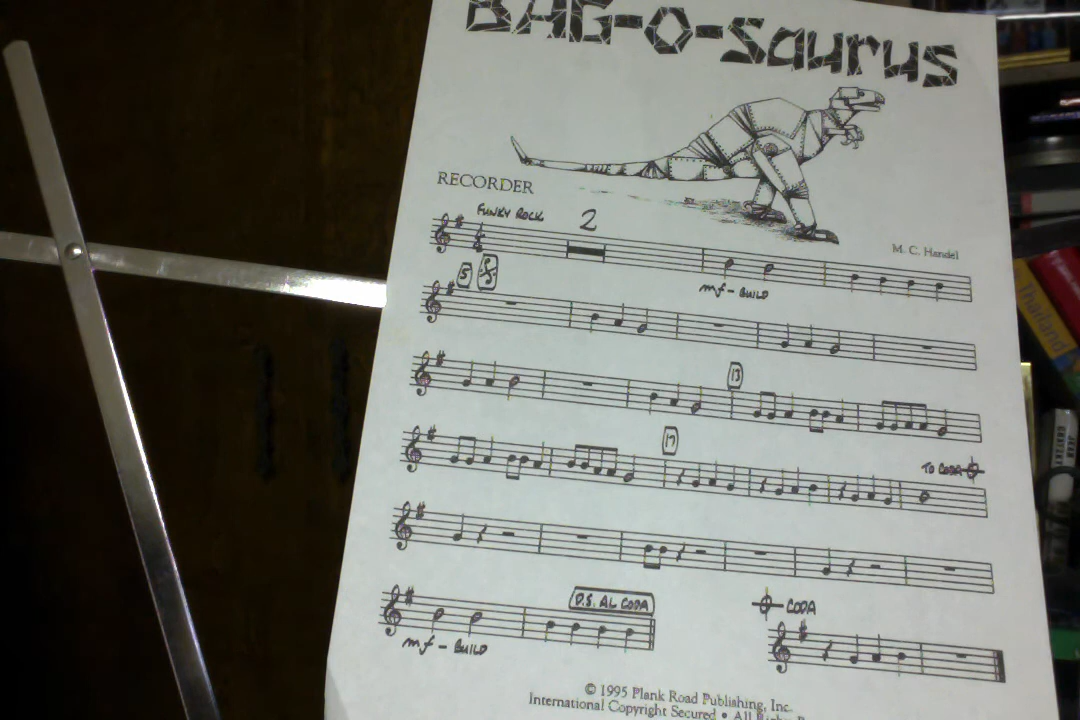 BAG-O-saurus
RECORDER
FUNKY ROCK
2
M. C. Handel
mf - BUILD
5
13
17
TO CODA
D.S. AL CODA
CODA
mf - BUILD
© 1995 Plank Road Publishing, Inc.
International Copyright Secured • All
Thailand